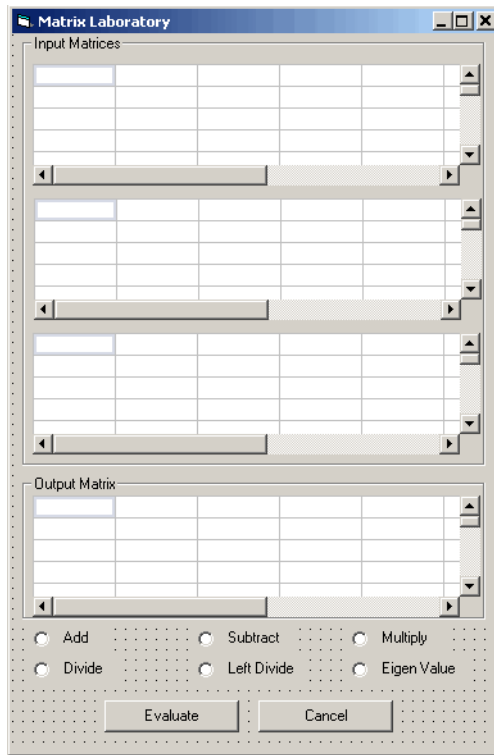 Matrix Laboratory
Input Matrices
Output Matrix
Add Subtract Multiply
Divide Left Divide Eigen Value
Evaluate Cancel